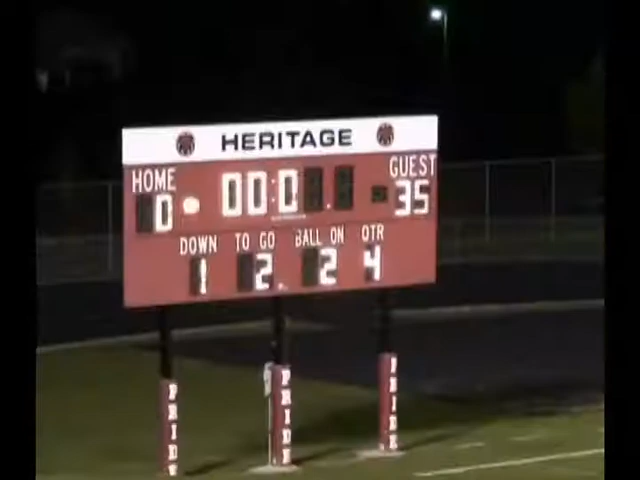 HERITAGE
HOME GUEST
0 00:0 35
DOWN TO GO BALL ON QTR
1 2 2 4
PRIDE PRIDE PRIDE